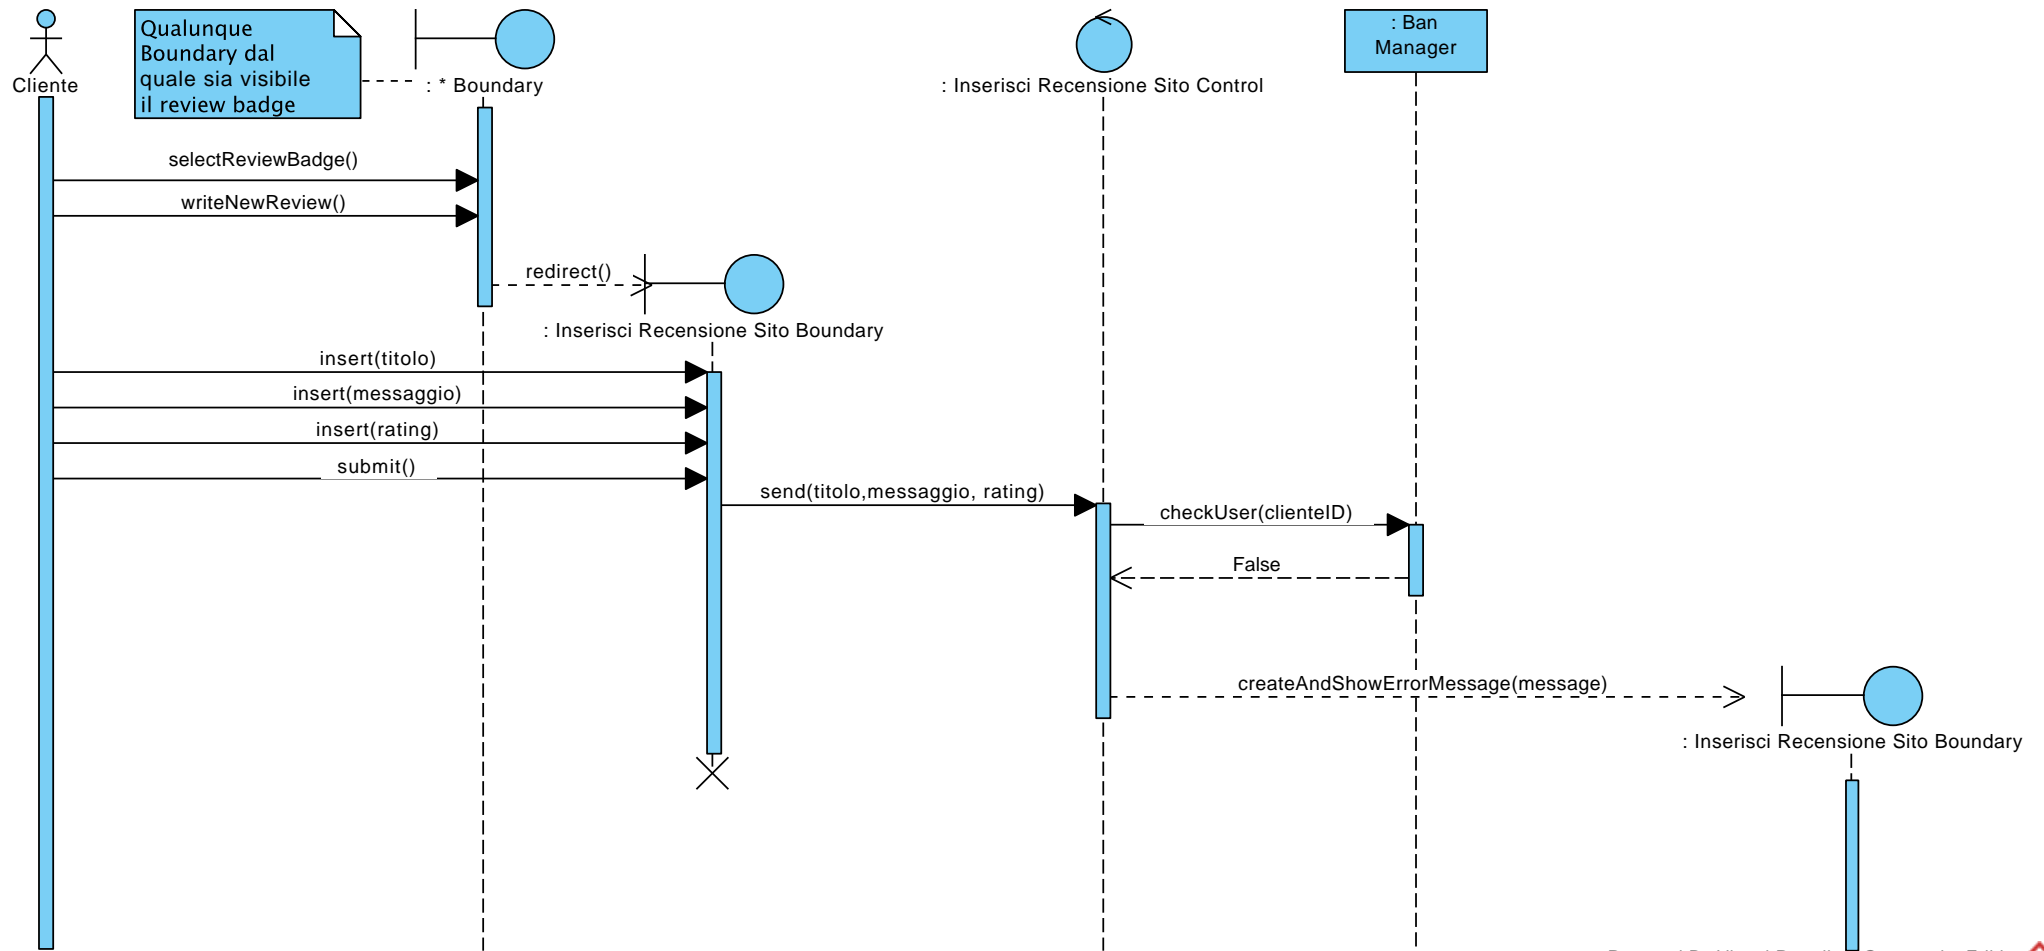 Qualunque
Boundary dal
quale sia visibile
il review badge
Cliente
: * Boundary
: Inserisci Recensione Sito Control
: Ban
Manager
selectReviewBadge()
writeNewReview()
redirect()
: Inserisci Recensione Sito Boundary
insert(titolo)
insert(messaggio)
insert(rating)
submit()
send(titolo,messaggio, rating)
checkUser(clienteID)
False
createAndShowErrorMessage(message)
: Inserisci Recensione Sito Boundary